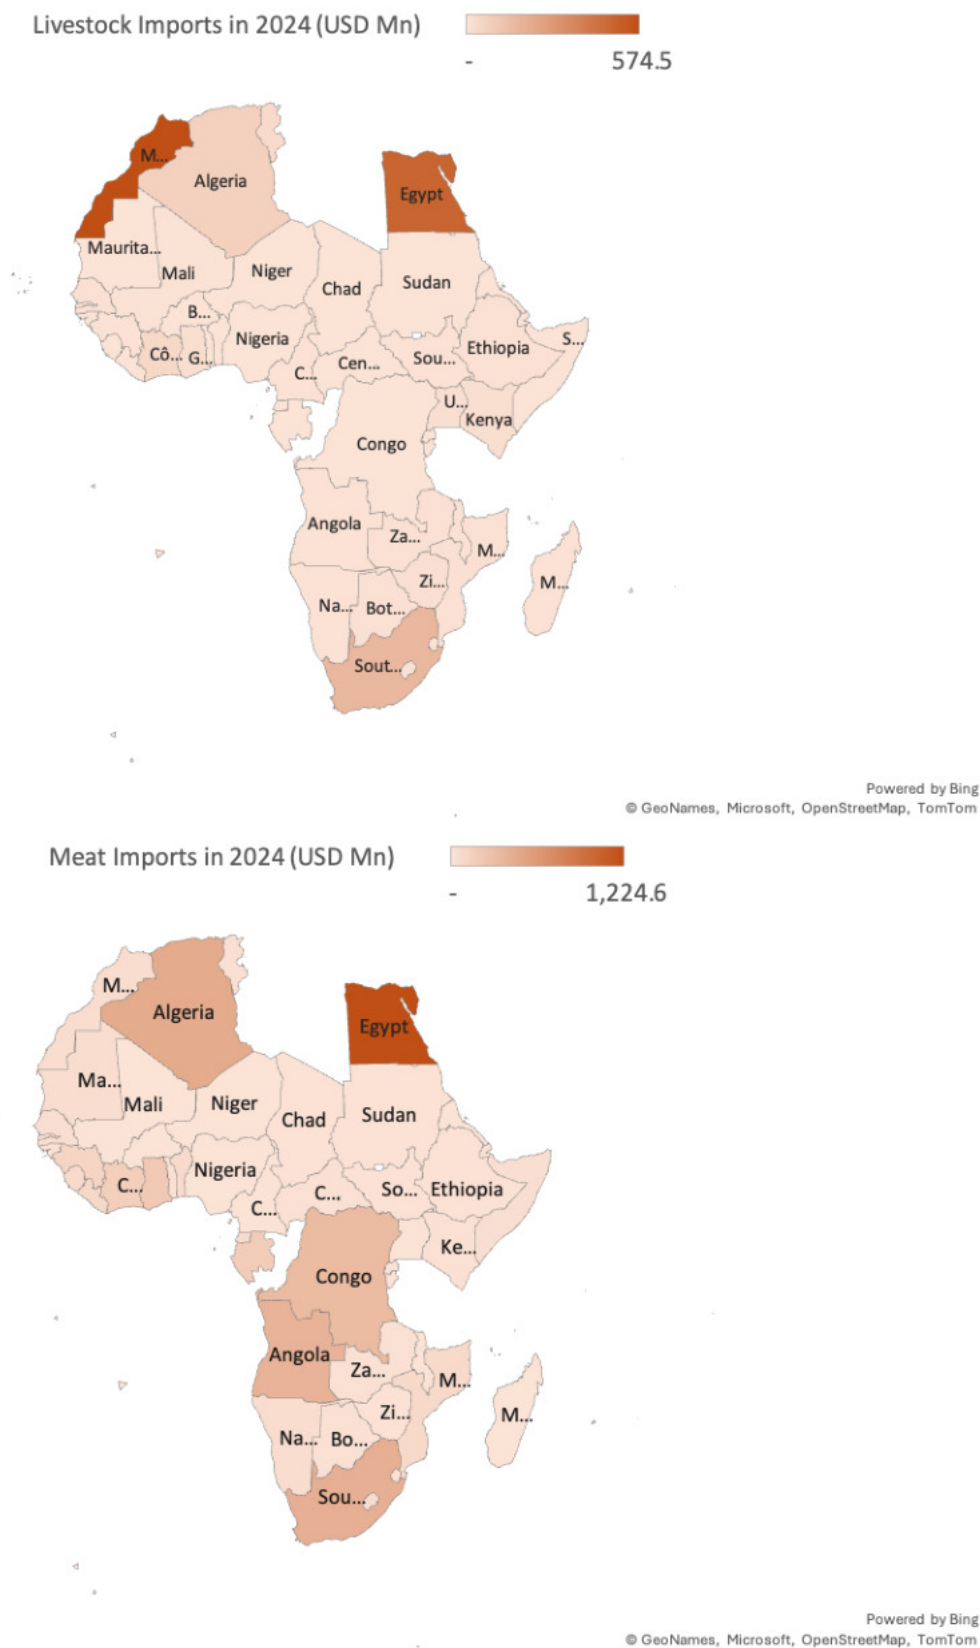 Livestock Imports in 2024 (USD Mn)
-
574.5
M...
Algeria
Egypt
Maurita...
Mali
Niger
Chad
Sudan
B...
Nigeria
Cô...
G...
C...
Cen...
Sou...
Ethiopia
S...
U...
Kenya
Congo
Angola
Za...
M...
Zi...
M...
Na...
Bot...
Sout...
Powered by Bing
© GeoNames, Microsoft, OpenStreetMap, TomTom
Meat Imports in 2024 (USD Mn)
-
1,224.6
M...
Algeria
Egypt
Ma...
Mali
Niger
Chad
Sudan
Nigeria
C...
C...
C...
So...
Ethiopia
Ke...
Congo
Angola
Za...
M...
Zi...
M...
Na...
Bo...
Sou...
Powered by Bing
© GeoNames, Microsoft, OpenStreetMap, TomTom